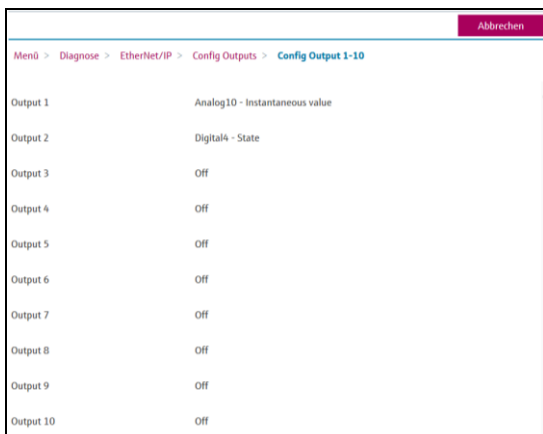 Abbrechen
Menü > Diagnose > EtherNet/IP > Config Outputs > Config Output 1-10
Output 1 Analog10 - Instantaneous value
Output 2 Digital4 - State
Output 3 Off
Output 4 Off
Output 5 Off
Output 6 Off
Output 7 Off
Output 8 Off
Output 9 Off
Output 10 Off